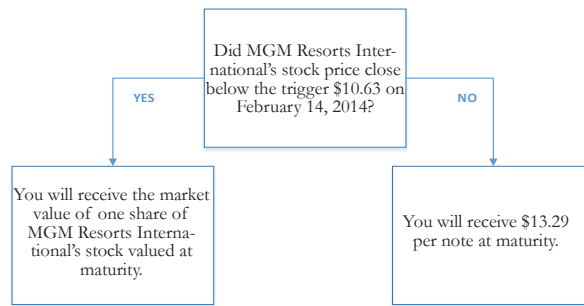 Did MGM Resorts Inter-
national's stock price close
below the trigger $10.63 on
February 14, 2014?
YES
NO
You will receive the market
value of one share of
MGM Resorts Interna-
tional's stock valued at
maturity.
You will receive $13.29
per note at maturity.